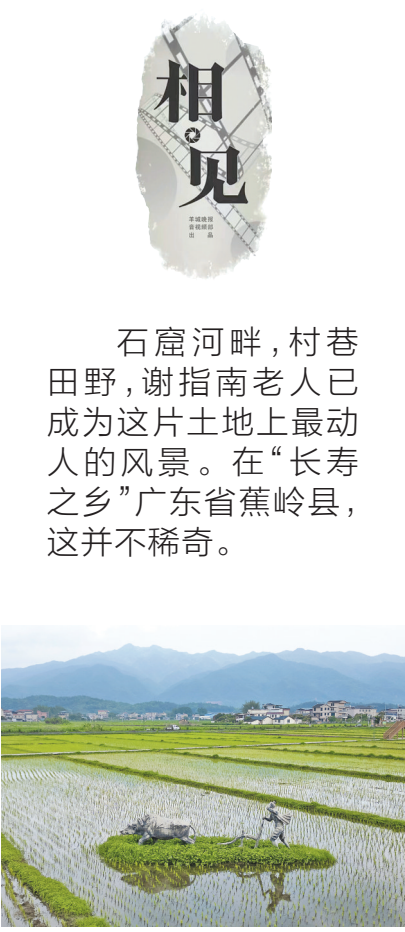 相
见
羊城晚报
音视频部
出品
石窟河畔,村巷
田野,谢指南老人已
成为这片土地上最动
人的风景。在“长寿
之乡”广东省蕉岭县,
这并不稀奇。